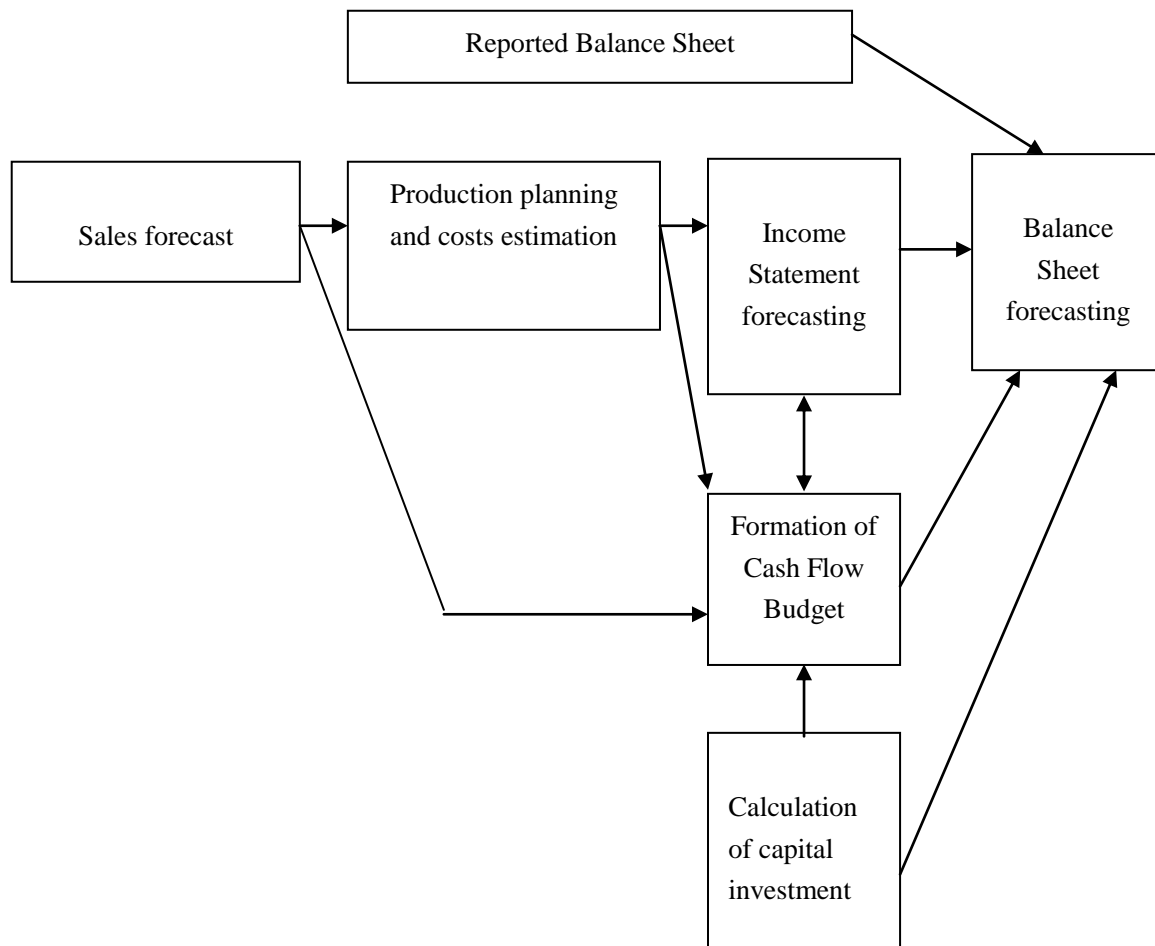 Reported Balance Sheet
Sales forecast
Production planning
and costs estimation
Income
Statement
forecasting
Balance
Sheet
forecasting
Formation of
Cash Flow
Budget
Calculation
of capital
investment